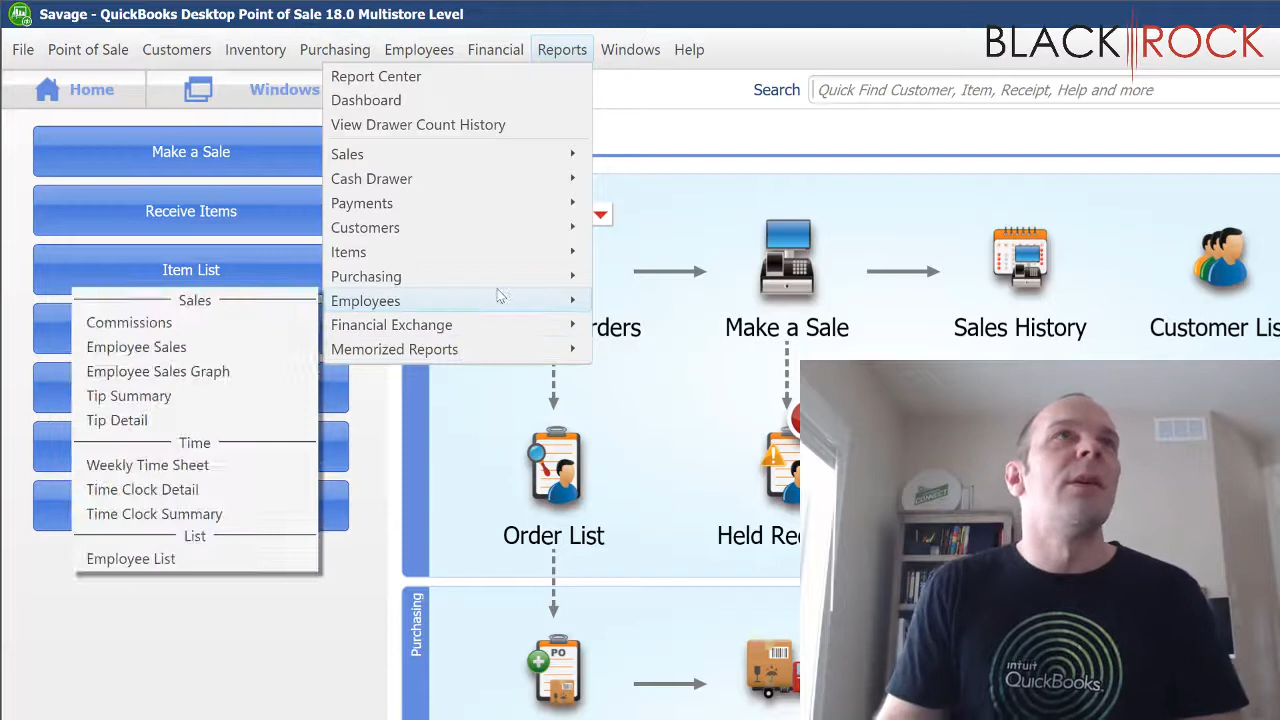 Savage - QuickBooks Desktop Point of Sale 18.0 Multistore Level
File Point of Sale Customers Inventory Purchasing Employees Financial Reports Windows Help
BLACK ROCK
Home Windows
Search Quick Find Customer, Item, Receipt, Help and more
Report Center
Dashboard
View Drawer Count History
Sales
Cash Drawer
Payments
Customers
Items
Purchasing
Employees
Financial Exchange
Memorized Reports
Make a Sale
Receive Items
Item List
Sales
Commissions
Employee Sales
Employee Sales Graph
Tip Summary
Tip Detail
Time
Weekly Time Sheet
Time Clock Detail
Time Clock Summary
List
Employee List
Make a Sale
Sales History
Customer Lis
Order List
Purchasing
PO
CONNECT
intuit
QuickBooks.